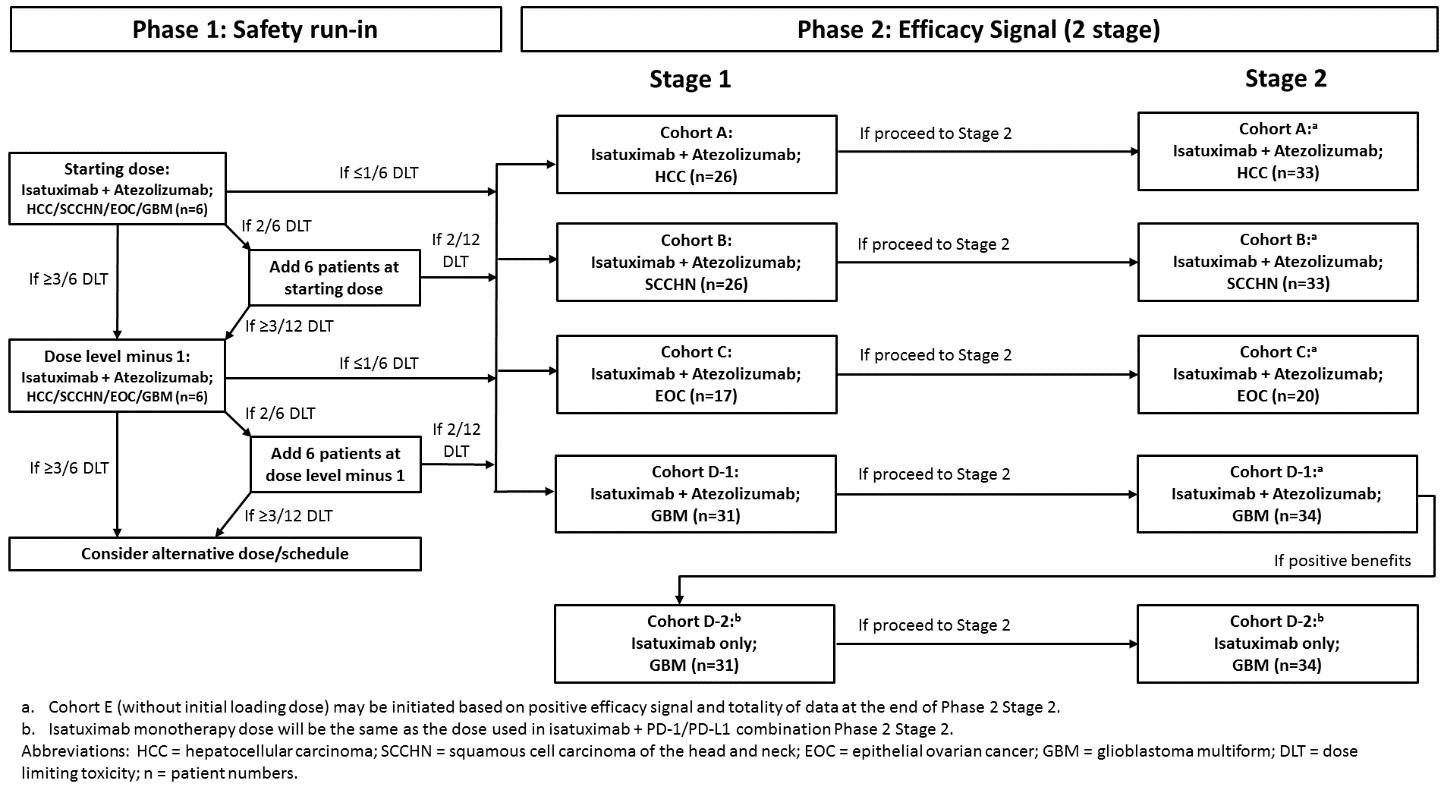 Phase 1: Safety run-in
Phase 2: Efficacy Signal (2 stage)
Stage 1
Stage 2
Starting dose:
Isatuximab + Atezolizumab;
HCC/SCCHN/EOC/GBM (n=6)
If ≤1/6 DLT
If 2/6 DLT
If ≥3/6 DLT
Add 6 patients at
starting dose
If 2/12
DLT
If ≥3/12 DLT
Dose level minus 1:
Isatuximab + Atezolizumab;
HCC/SCCHN/EOC/GBM (n=6)
If ≤1/6 DLT
If 2/6 DLT
If ≥3/6 DLT
Add 6 patients at
dose level minus 1
If 2/12
DLT
If ≥3/12 DLT
Consider alternative dose/schedule
Cohort A:
Isatuximab + Atezolizumab;
HCC (n=26)
If proceed to Stage 2
Cohort A:ᵃ
Isatuximab + Atezolizumab;
HCC (n=33)
Cohort B:
Isatuximab + Atezolizumab;
SCCHN (n=26)
If proceed to Stage 2
Cohort B:ᵃ
Isatuximab + Atezolizumab;
SCCHN (n=33)
Cohort C:
Isatuximab + Atezolizumab;
EOC (n=17)
If proceed to Stage 2
Cohort C:ᵃ
Isatuximab + Atezolizumab;
EOC (n=20)
Cohort D-1:
Isatuximab + Atezolizumab;
GBM (n=31)
If proceed to Stage 2
Cohort D-1:ᵃ
Isatuximab + Atezolizumab;
GBM (n=34)
If positive benefits
Cohort D-2:ᵇ
Isatuximab only;
GBM (n=31)
If proceed to Stage 2
Cohort D-2:ᵇ
Isatuximab only;
GBM (n=34)
a. Cohort E (without initial loading dose) may be initiated based on positive efficacy signal and totality of data at the end of Phase 2 Stage 2.
b. Isatuximab monotherapy dose will be the same as the dose used in isatuximab + PD-1/PD-L1 combination Phase 2 Stage 2.
Abbreviations: HCC = hepatocellular carcinoma; SCCHN = squamous cell carcinoma of the head and neck; EOC = epithelial ovarian cancer; GBM = glioblastoma multiform; DLT = dose
limiting toxicity; n = patient numbers.